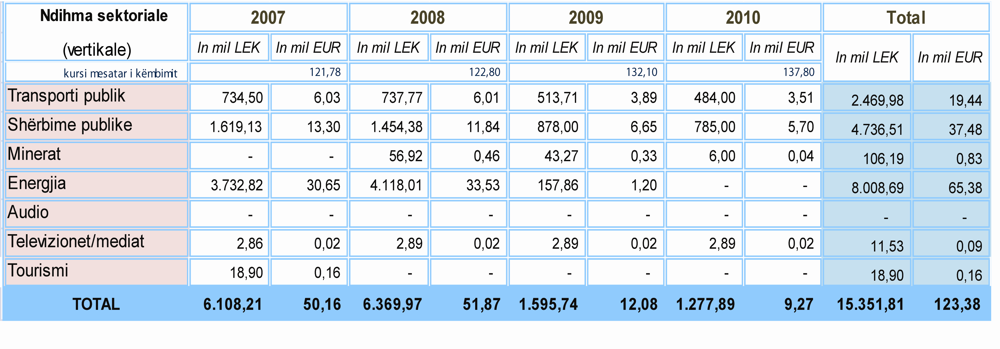 Ndihma sektoriale (vertikale) 2007 2008 2009 2010 Total
In mil LEK In mil EUR In mil LEK In mil EUR In mil LEK In mil EUR In mil LEK In mil EUR In mil LEK In mil EUR
kursi mesatar i këmbimit 121,78 122,80 132,10 137,80
Transporti publik 734,50 6,03 737,77 6,01 513,71 3,89 484,00 3,51 2.469,98 19,44
Shërbime publike 1.619,13 13,30 1.454,38 11,84 878,00 6,65 785,00 5,70 4.736,51 37,48
Minerat - - 56,92 0,46 43,27 0,33 6,00 0,04 106,19 0,83
Energjia 3.732,82 30,65 4.118,01 33,53 157,86 1,20 - - 8.008,69 65,38
Audio - - - - - - - - - -
Televizionet/mediat 2,86 0,02 2,89 0,02 2,89 0,02 2,89 0,02 11,53 0,09
Tourismi 18,90 0,16 - - - - - - 18,90 0,16
TOTAL 6.108,21 50,16 6.369,97 51,87 1.595,74 12,08 1.277,89 9,27 15.351,81 123,38